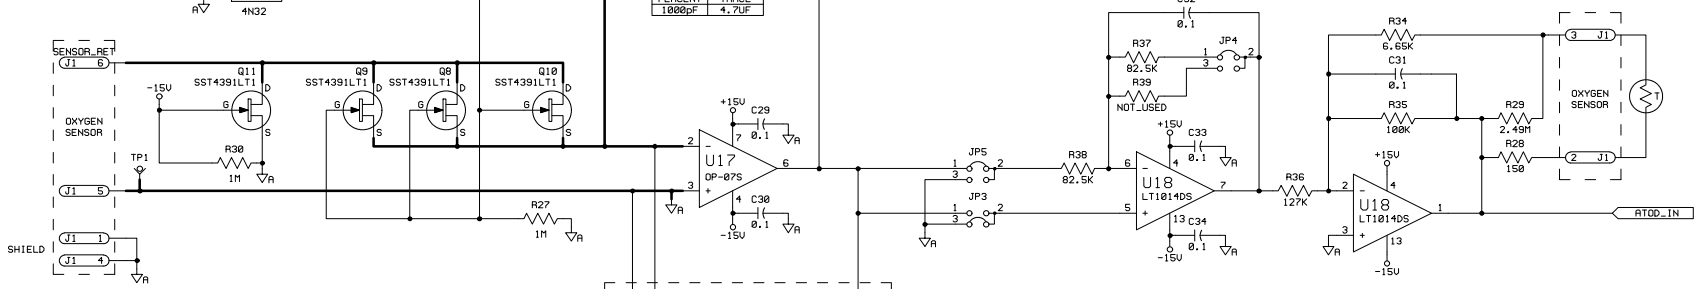 A
4N32
1000pF 4.7UF
SENSOR_RET
J1 6
OXYGEN
SENSOR
TP1
J1 5
SHIELD
J1 1
J1 4
A
-15V
Q11
SST4391LT1
G
D
S
R30
1M
A
Q9
SST4391LT1
G
D
S
Q8
SST4391LT1
G
D
S
Q10
SST4391LT1
G
D
S
R27
1M
A
+15V
C29
0.1
A
2
-
7
U17
OP-07S
6
3
+
4
A
C30
0.1
A
-15V
JP5
1
2
3
JP3
1
2
3
A
R38
82.5K
0.1
R37
82.5K
JP4
1
2
3
R39
NOT_USED
+15V
C33
0.1
A
4
6
-
U18
LT1014DS
7
5
+
13
C34
0.1
A
-15V
R36
127K
R34
6.65K
C31
0.1
R35
100K
R29
2.49M
R28
150
+15V
4
2
-
U18
LT1014DS
1
3
+
13
A
-15V
3 J1
OXYGEN
SENSOR
2 J1
T
ATOD_IN